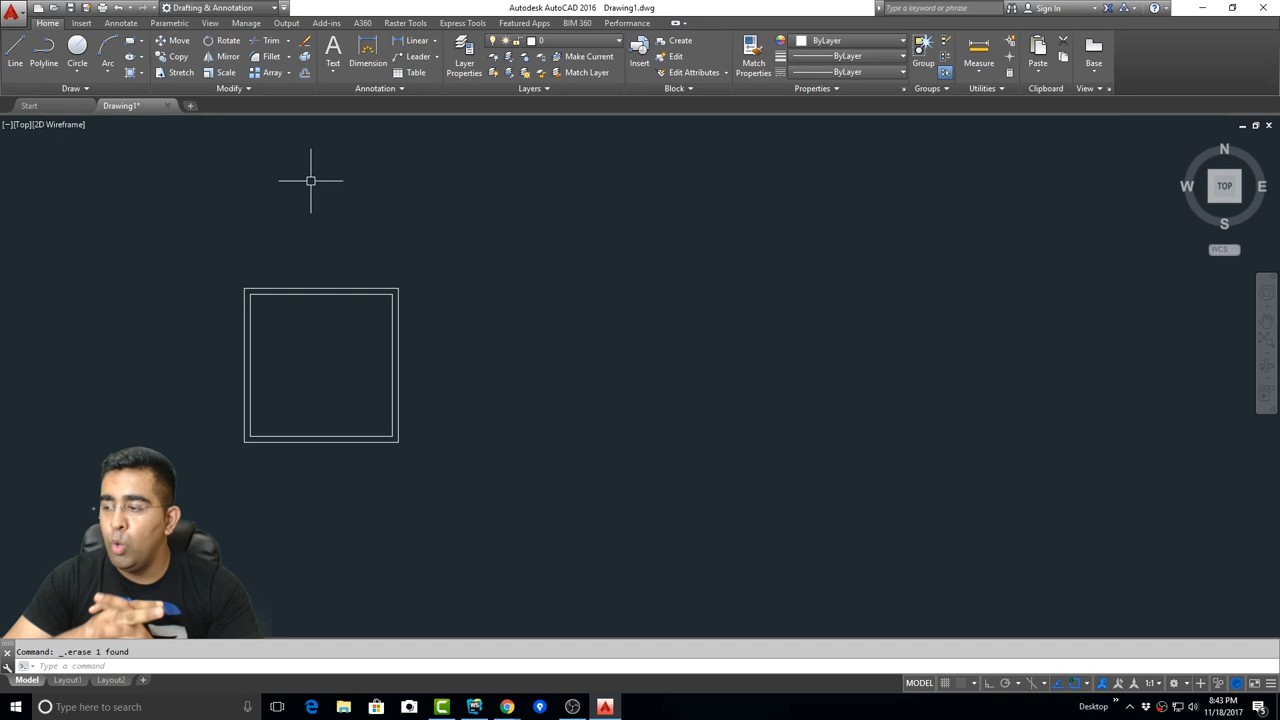 Drafting & Annotation
Autodesk AutoCAD 2016 Drawing1.dwg
Type a keyword or phrase
Sign In
Home Insert Annotate Parametric View Manage Output Add-ins A360 Raster Tools Express Tools Featured Apps BIM 360 Performance
Line Polyline Circle Arc
Move Rotate Trim
Copy Mirror Fillet
Stretch Scale Array
Text Dimension
Linear
Leader
Table
Layer Properties
0
Make Current
Match Layer
Insert
Create
Edit
Edit Attributes
Match Properties
ByLayer
ByLayer
ByLayer
Group
Measure
Paste
Base
Draw Modify Annotation Layers Block Properties Groups Utilities Clipboard View
Start Drawing1*
[−][Top][2D Wireframe]
N
W TOP E
S
WCS
Command: _.erase 1 found
Type a command
Model Layout1 Layout2
MODEL 1:1
Type here to search
Desktop
8:43 PM
11/18/2017